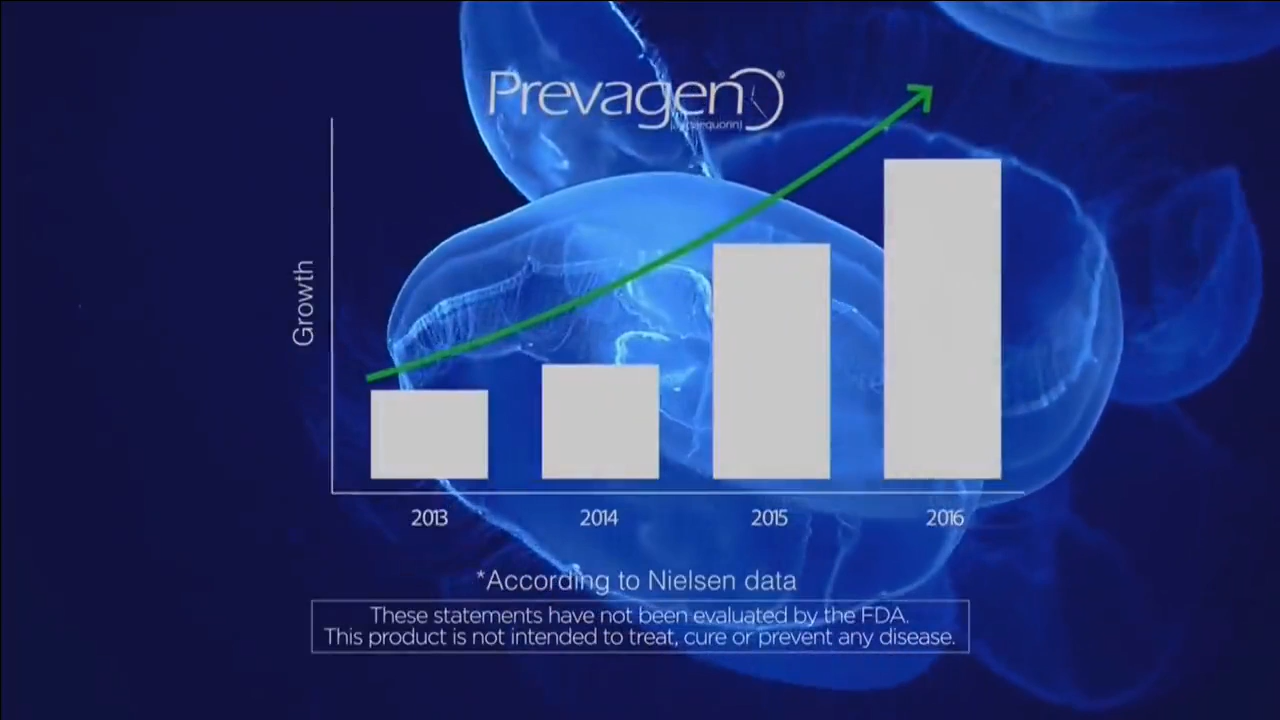 Prevagen®
Growth
2013 2014 2015 2016
*According to Nielsen data
These statements have not been evaluated by the FDA.
This product is not intended to treat, cure or prevent any disease.